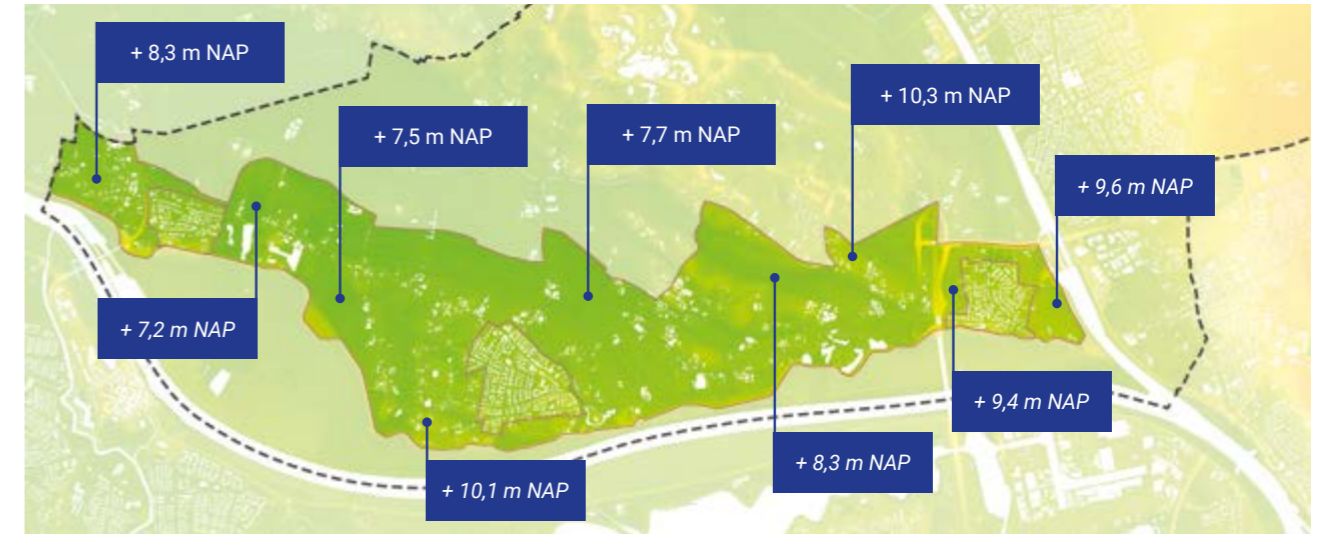 + 8,3 m NAP
+ 7,5 m NAP
+ 7,7 m NAP
+ 10,3 m NAP
+ 9,6 m NAP
+ 7,2 m NAP
+ 10,1 m NAP
+ 8,3 m NAP
+ 9,4 m NAP